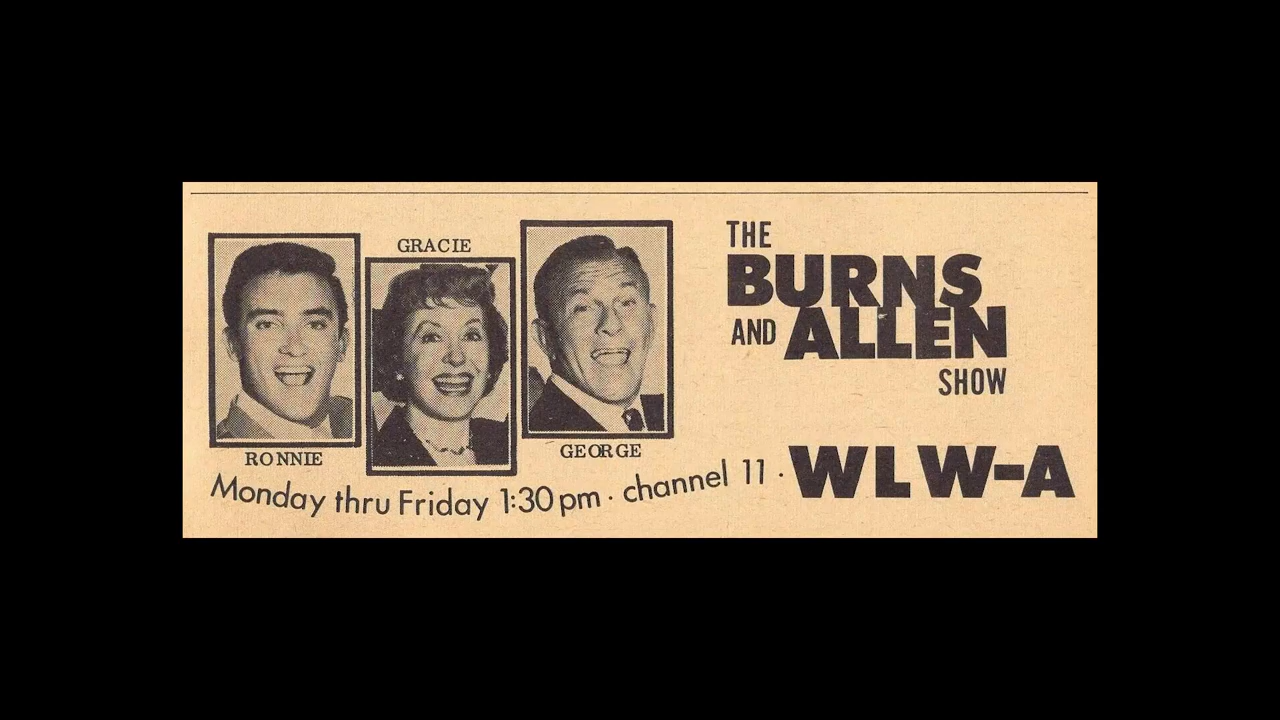 GRACIE
RONNIE
GEORGE
THE
BURNS
AND ALLEN
SHOW
Monday thru Friday 1:30 pm · channel 11 · WLW-A